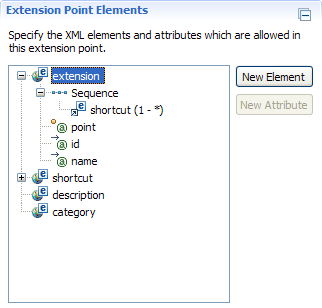 Extension Point Elements
Specify the XML elements and attributes which are allowed in
this extension point.
extension
Sequence
shortcut (1 - *)
point
id
name
shortcut
description
category
New Element
New Attribute